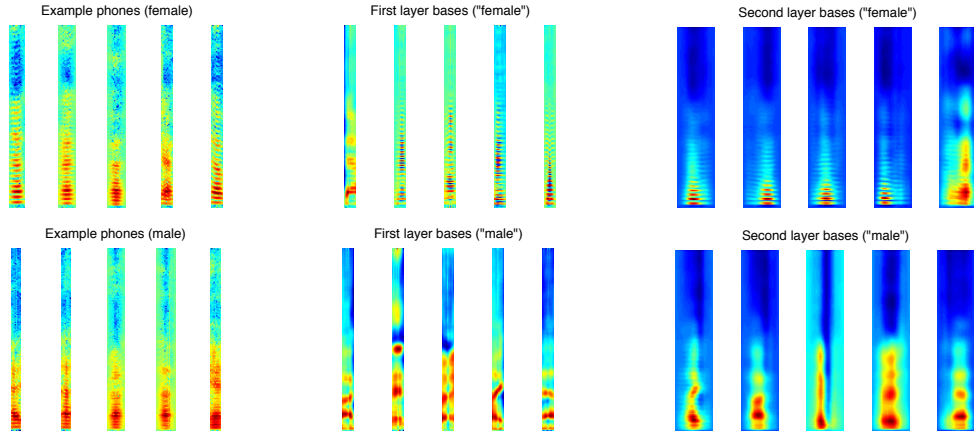 Example phones (female)
First layer bases ("female")
Second layer bases ("female")
Example phones (male)
First layer bases ("male")
Second layer bases ("male")